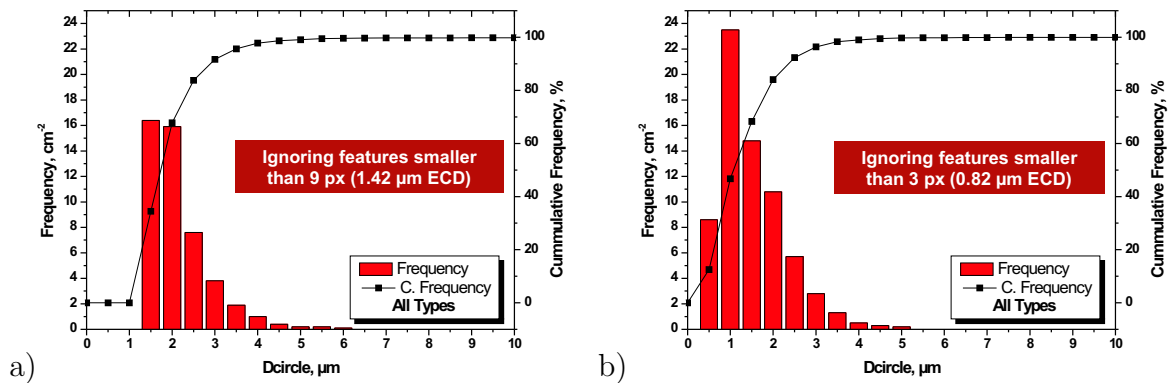 24
22
20
18
16
14
12
10
8
6
4
2
0
Frequency, cm-2
0 1 2 3 4 5 6 7 8 9 10
Dcircle, µm
100
80
60
40
20
0
Cummulative Frequency, %
Ignoring features smaller
than 9 px (1.42 µm ECD)
Frequency
C. Frequency
All Types
a)
24
22
20
18
16
14
12
10
8
6
4
2
0
Frequency, cm-2
0 1 2 3 4 5 6 7 8 9 10
Dcircle, µm
100
80
60
40
20
0
Cummulative Frequency, %
Ignoring features smaller
than 3 px (0.82 µm ECD)
Frequency
C. Frequency
All Types
b)